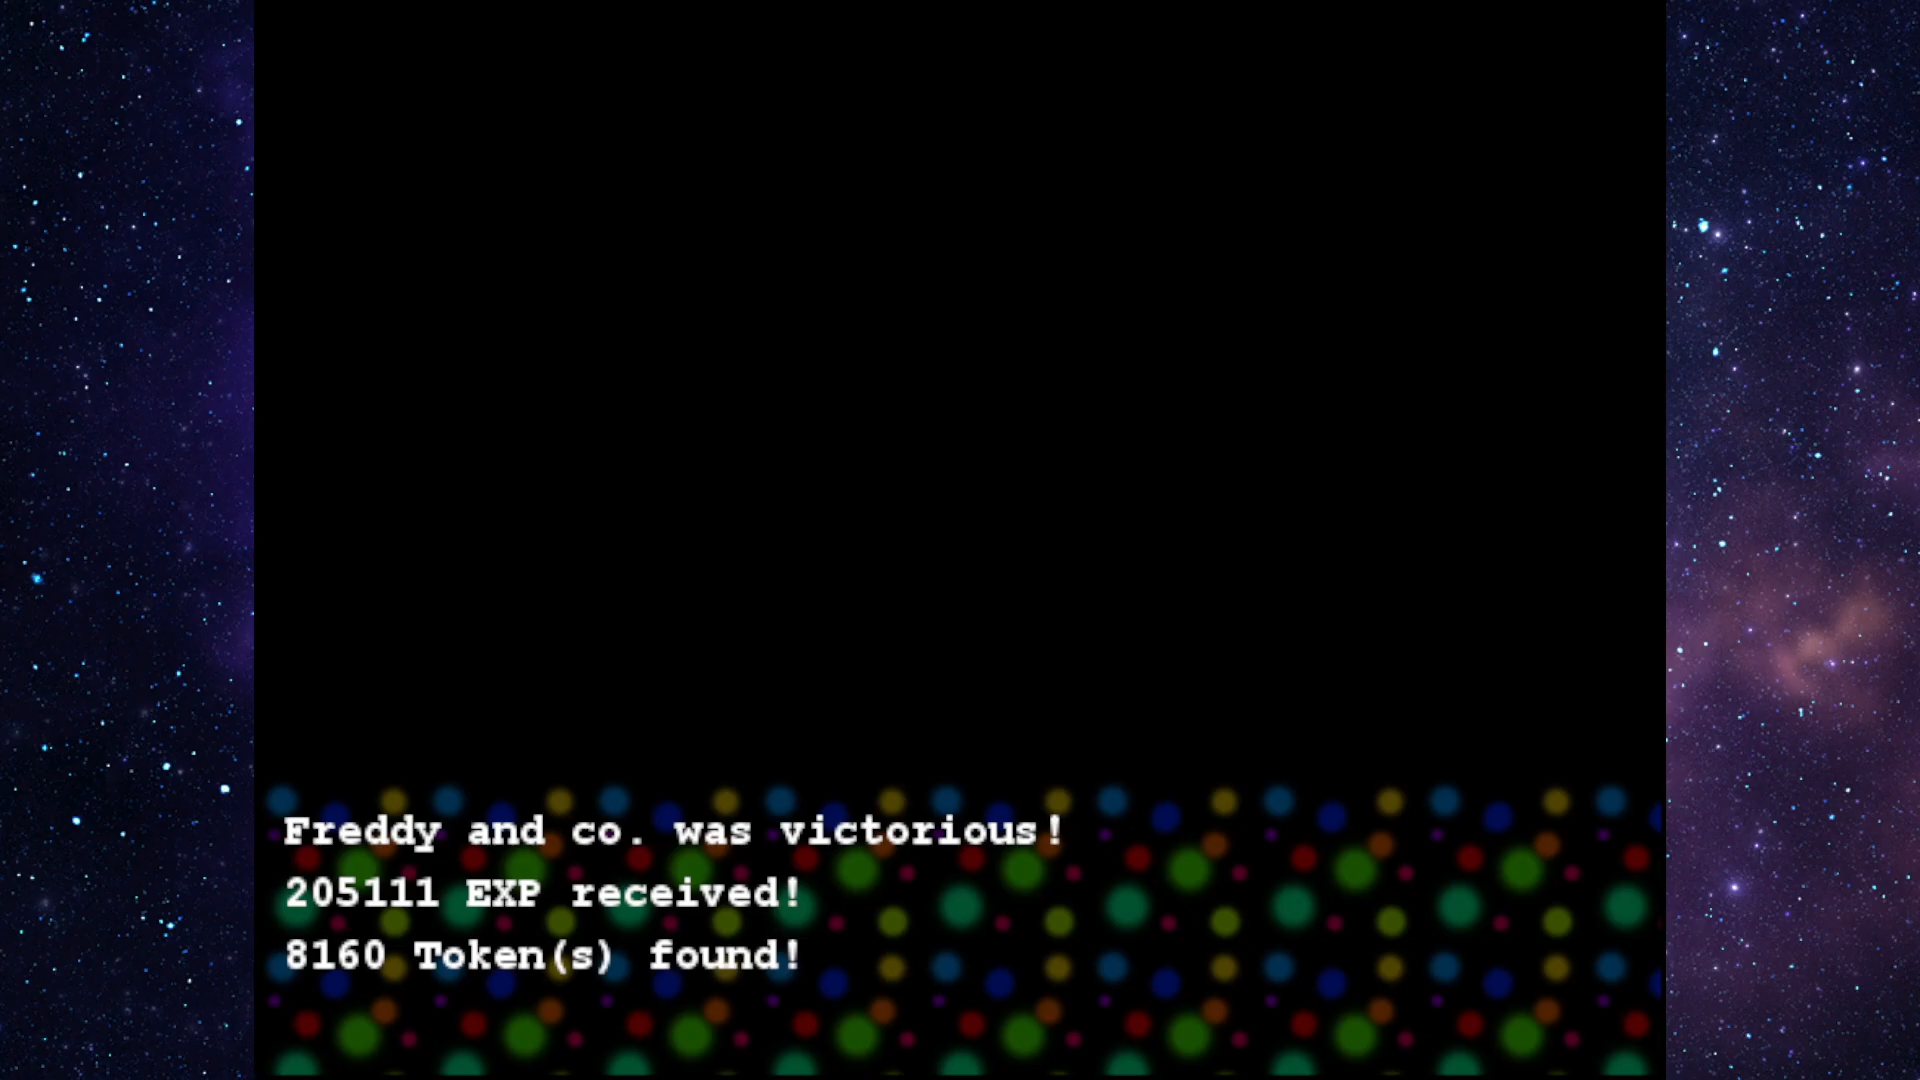 Freddy and co. was victorious!
205111 EXP received!
8160 Token(s) found!